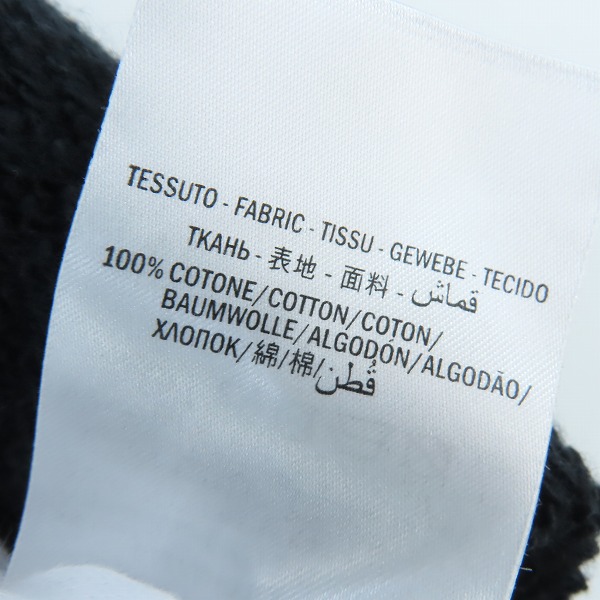 TESSUTO - FABRIC - TISSU - GEWEBE - TECIDO
ТКАНЬ - 表地 - 面料 - قماش
100% COTONE/COTTON/COTON/
BAUMWOLLE/ALGODÓN/ALGODÃO/
ХЛОПОК/綿/棉/قُطن